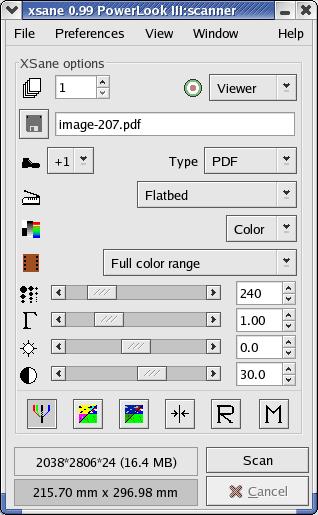 xsane 0.99 PowerLook III:scanner
File Preferences View Window Help
XSane options
1 Viewer
image-207.pdf
+1 Type PDF
Flatbed
Color
Full color range
240
Γ 1.00
0.0
30.0
R M
2038*2806*24 (16.4 MB) Scan
215.70 mm x 296.98 mm Cancel